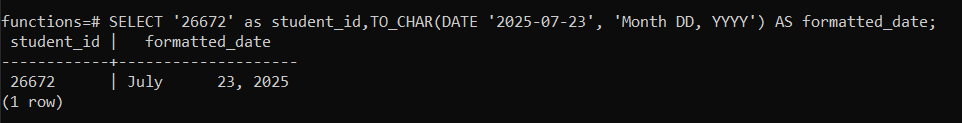 functions=# SELECT '26672' as student_id,TO_CHAR(DATE '2025-07-23', 'Month DD, YYYY') AS formatted_date;
 student_id |   formatted_date
------------+--------------------
 26672      | July      23, 2025
(1 row)